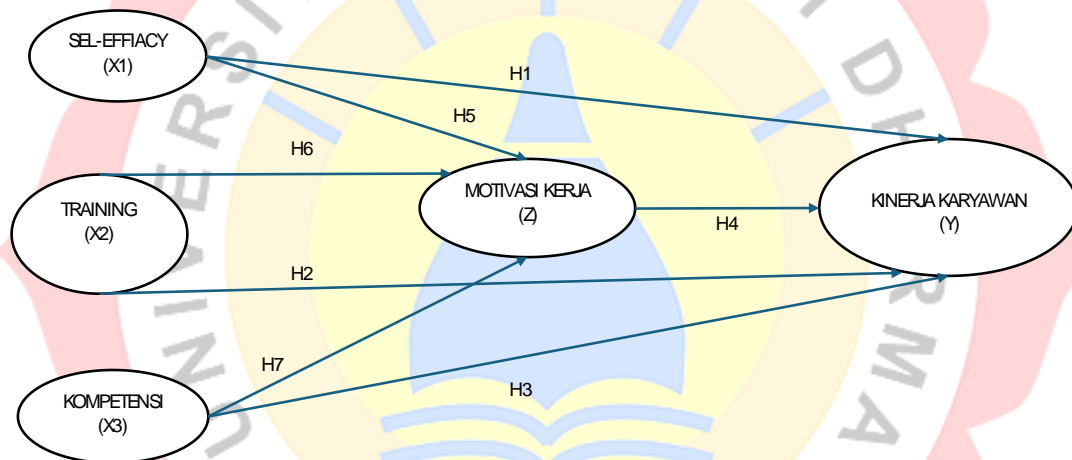 SEL-EFFIACY
(X1)
H1
H5
H6
TRAINING
(X2)
MOTIVASI KERJA
(Z)
H4
KINERJA KARYAWAN
(Y)
H2
H7
KOMPETENSI
(X3)
H3